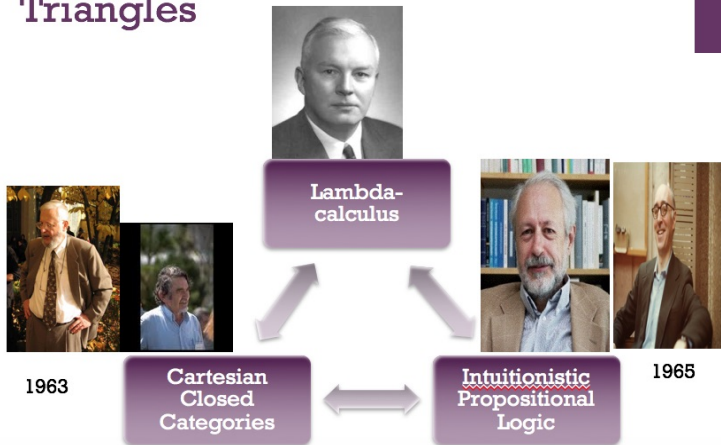 Triangles
Lambda-
calculus
1963
Cartesian
Closed
Categories
Intuitionistic
Propositional
Logic
1965